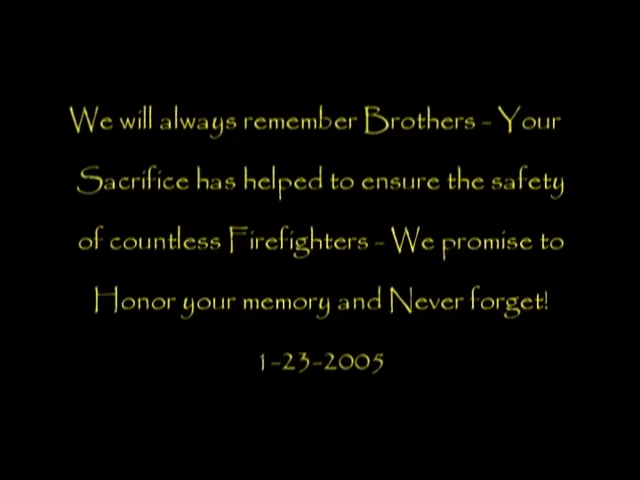 We will always remember Brothers - Your
Sacrifice has helped to ensure the safety
of countless Firefighters - We promise to
Honor your memory and Never forget!
1-23-2005